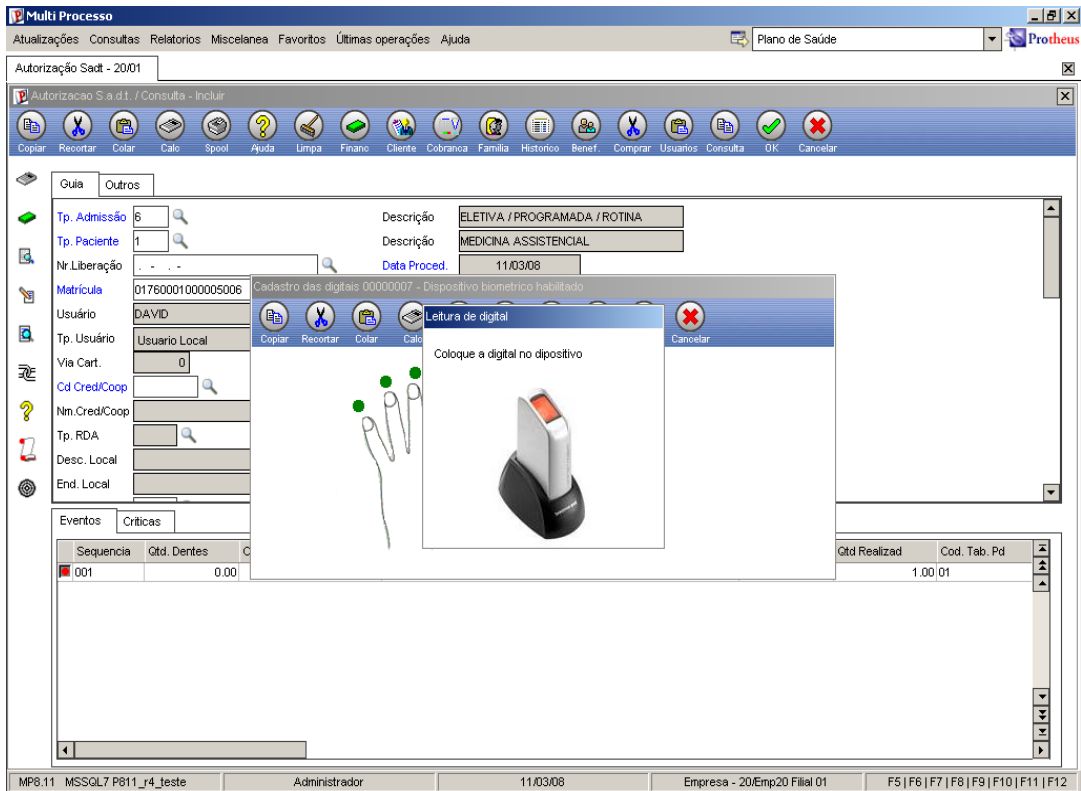 Multi Processo
Atualizações Consultas Relatorios Miscelanea Favoritos Últimas operações Ajuda Plano de Saúde Protheus
Autorização Sadt - 20/01
Autorizacao S.a.d.t. / Consulta - Incluir
Copiar Recortar Colar Calc Spool Ajuda Limpa Financ Cliente Cobranca Familia Historico Benef. Comprar Usuarios Consulta OK Cancelar
Guia Outros
Tp. Admissão 6 Descrição ELETIVA / PROGRAMADA / ROTINA
Tp. Paciente 1 Descrição MEDICINA ASSISTENCIAL
Nr.Liberação . - . .- Data Proced. 11/03/08
Matrícula 01760001000005006 Cadastro das digitais 00000007 - Dispositivo biometrico habilitado
Usuário DAVID Leitura de digital
Tp. Usuário Usuario Local Copiar Recortar Colar Calc Cancelar
Via Cart. 0 Coloque a digital no dipositivo
Cd Cred/Coop
Nm.Cred/Coop
Tp. RDA
Desc. Local
End. Local
Eventos Criticas
Sequencia Qtd. Dentes C Qtd Realizad Cod. Tab. Pd
001 0.00 1.00 01
MP8.11 MSSQL7 P811_r4_teste Administrador 11/03/08 Empresa - 20/Emp20 Filial 01 F5 | F6 | F7 | F8 | F9 | F10 | F11 | F12